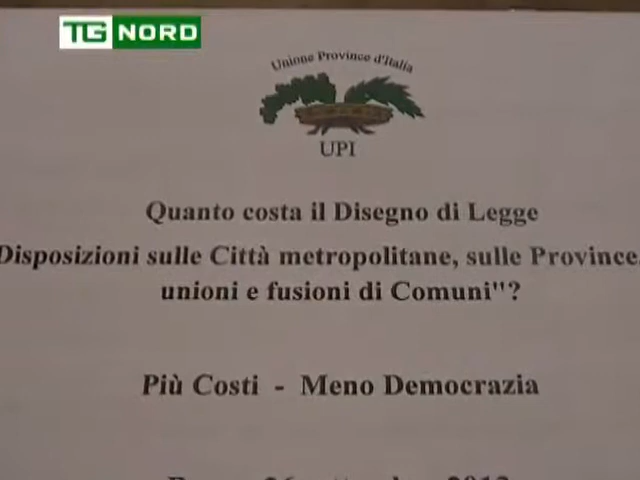 TG NORD
Unione Province d'Italia
UPI
Quanto costa il Disegno di Legge
Disposizioni sulle Città metropolitane, sulle Province,
unioni e fusioni di Comuni"?
Più Costi - Meno Democrazia